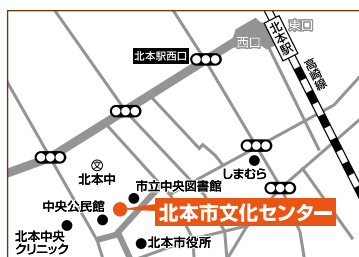 東口
北本駅
西口
北本駅西口
高崎線
文
北本中
しまむら
市立中央図書館
中央公民館
北本市文化センター
北本中央
クリニック
北本市役所